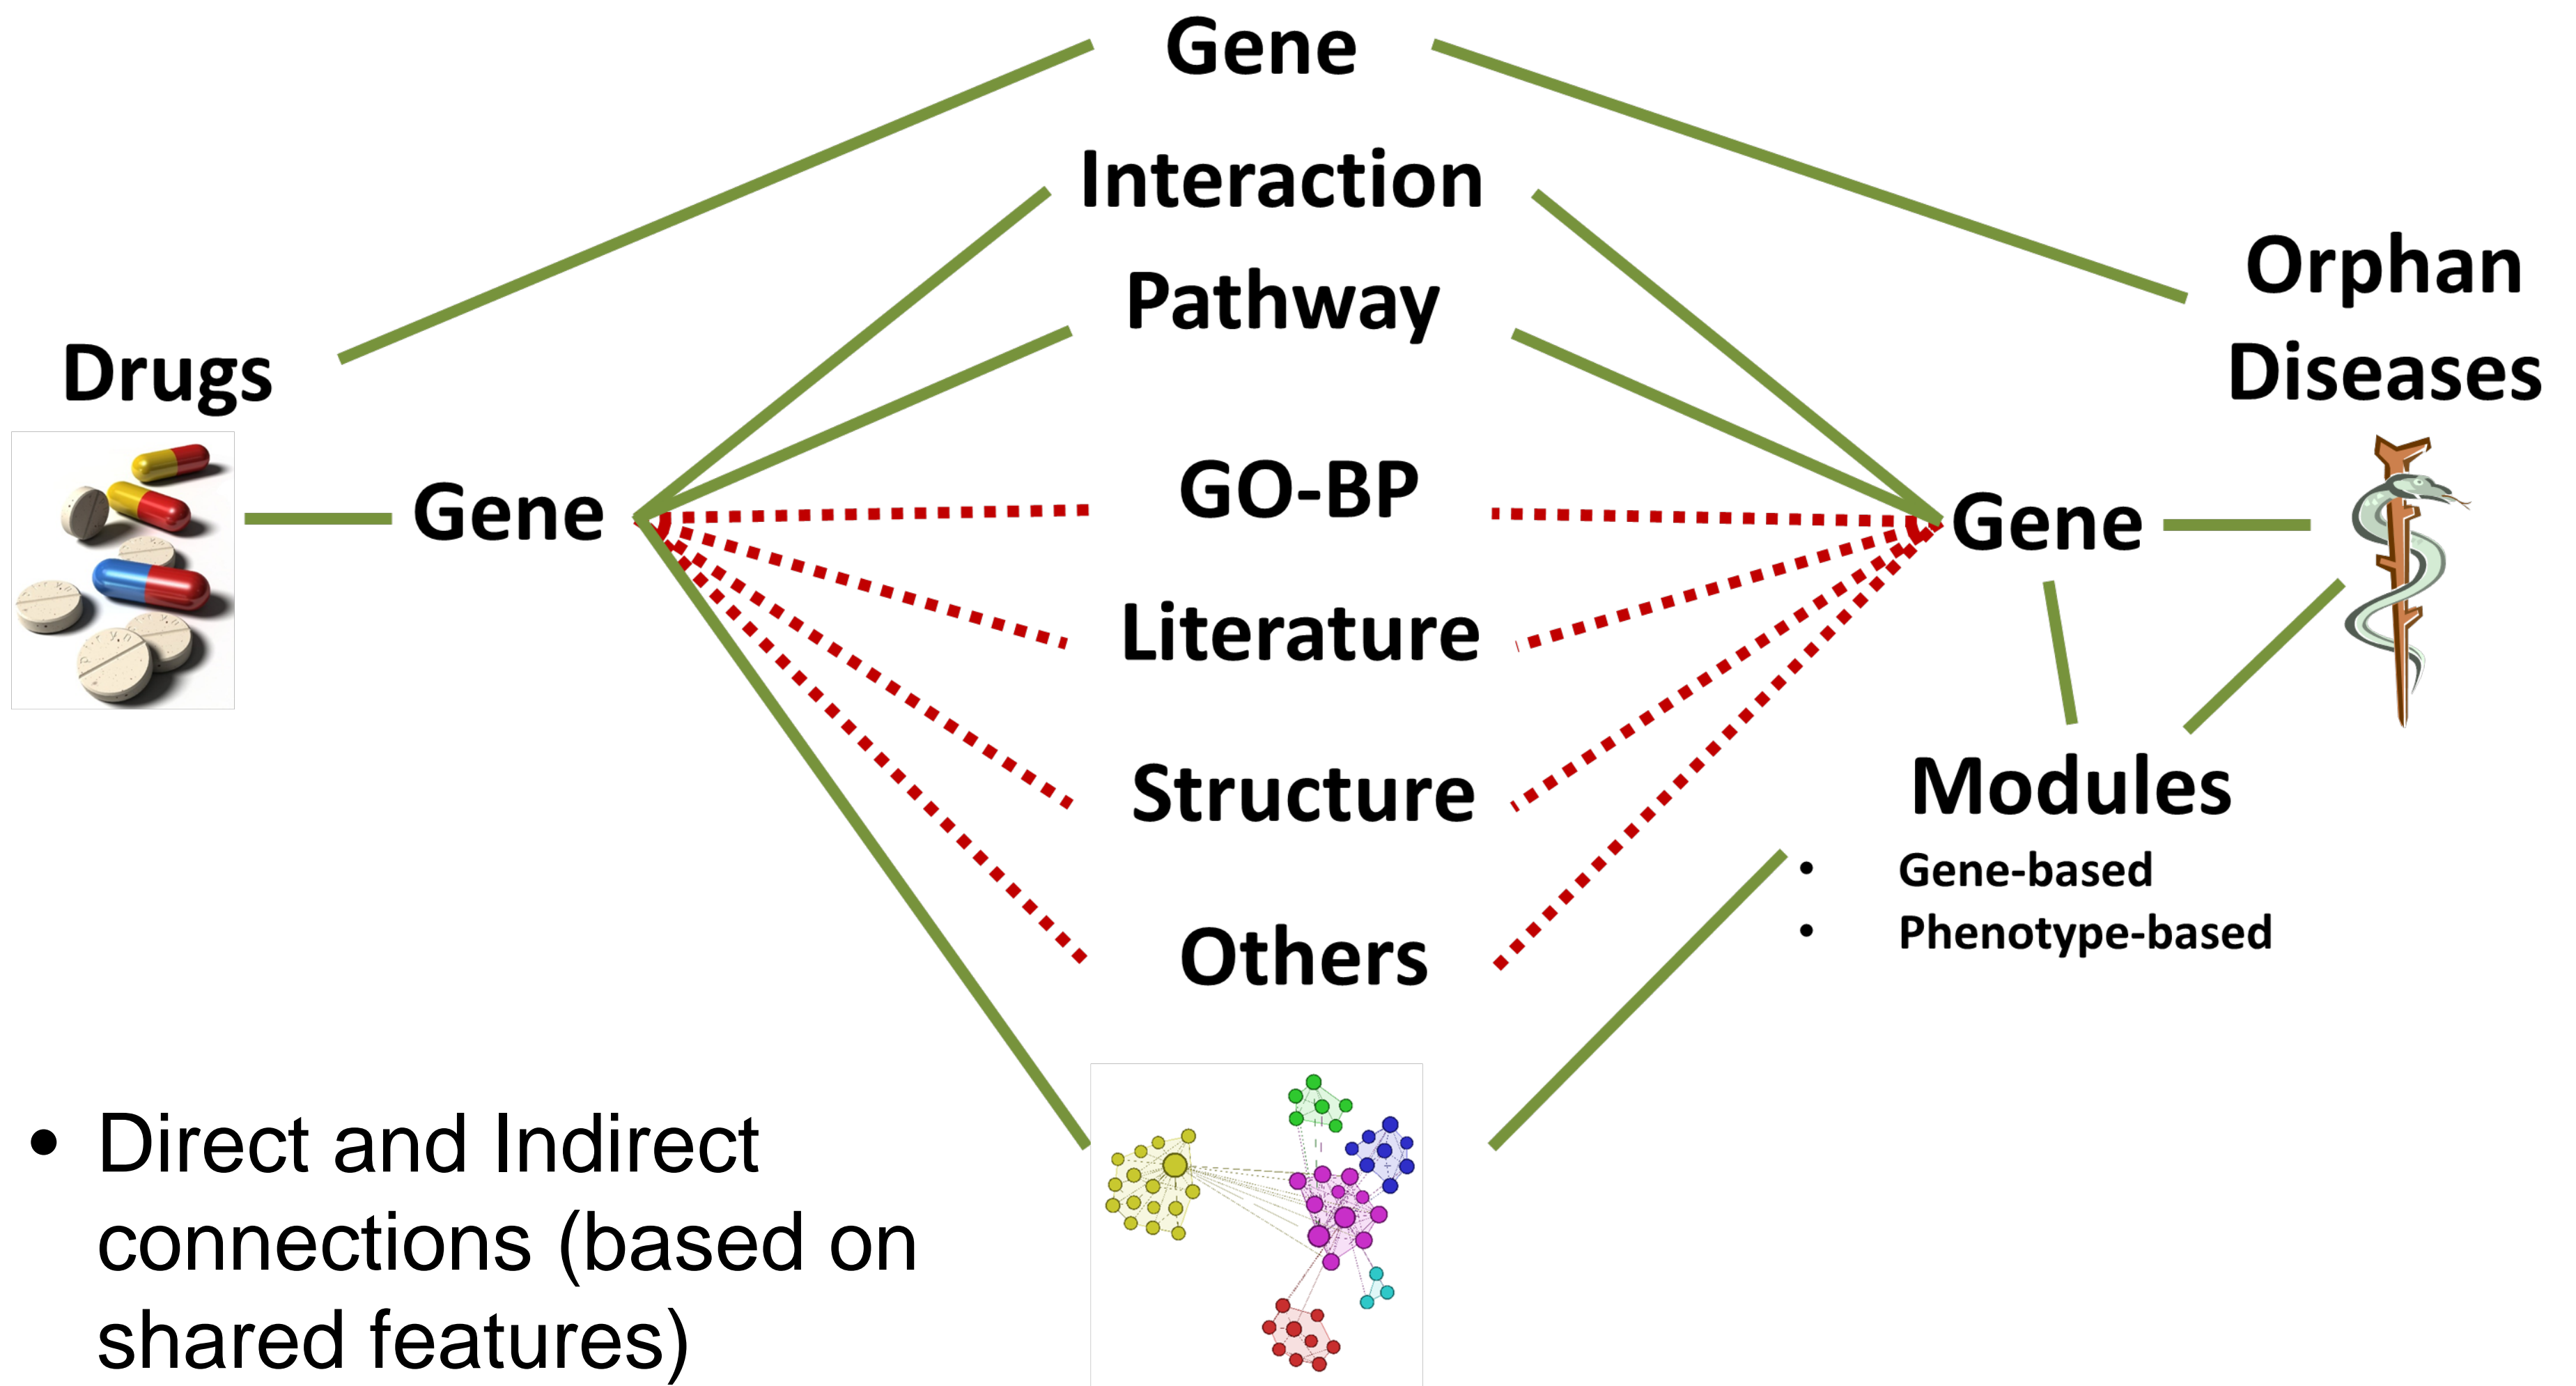 Gene
Interaction
Pathway
Orphan
Diseases
Drugs
Gene
GO-BP
Gene
Literature
Structure
Modules
• Gene-based
• Phenotype-based
Others
• Direct and Indirect
connections (based on
shared features)